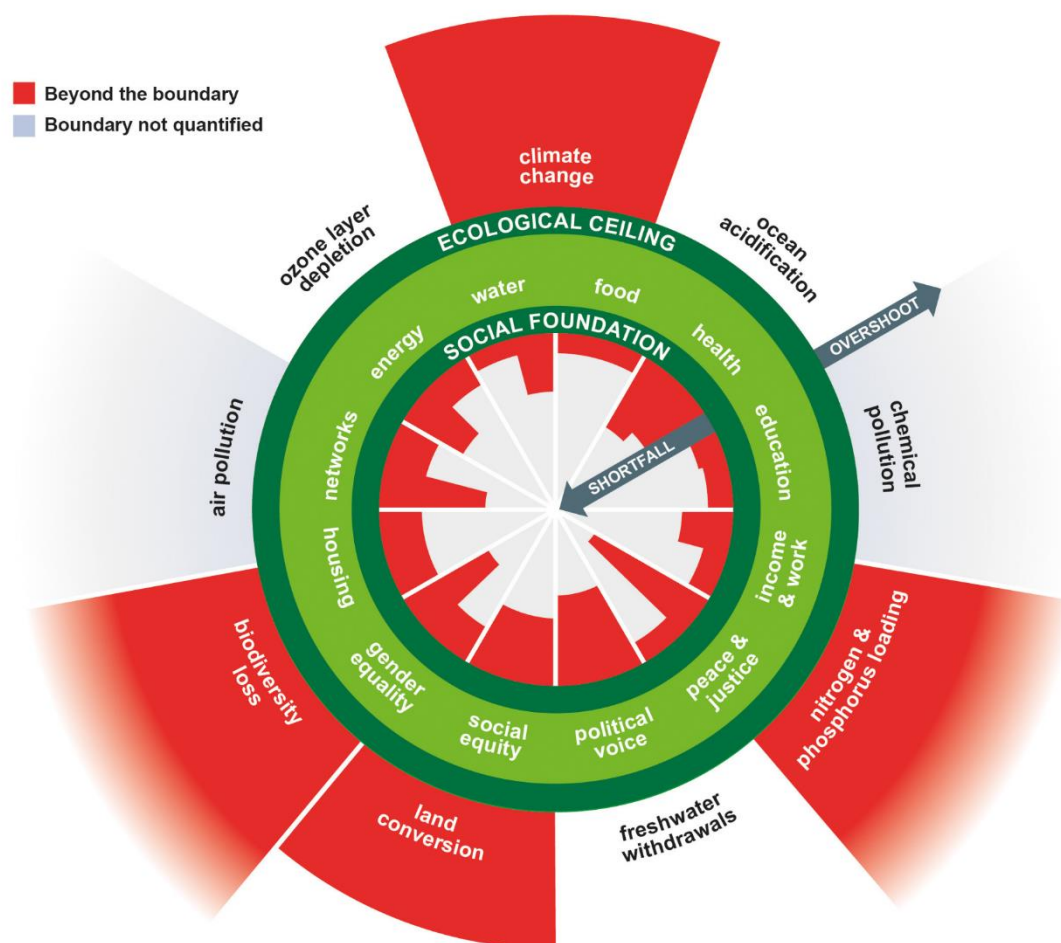 Beyond the boundary
Boundary not quantified
climate
change
ozone layer
depletion
ocean
acidification
ECOLOGICAL CEILING
water
food
energy
SOCIAL FOUNDATION
health
OVERSHOOT
networks
education
SHORTFALL
air pollution
chemical
pollution
housing
income
& work
biodiversity
loss
gender
equality
peace &
justice
nitrogen &
phosphorus loading
social
equity
political
voice
land
conversion
freshwater
withdrawals